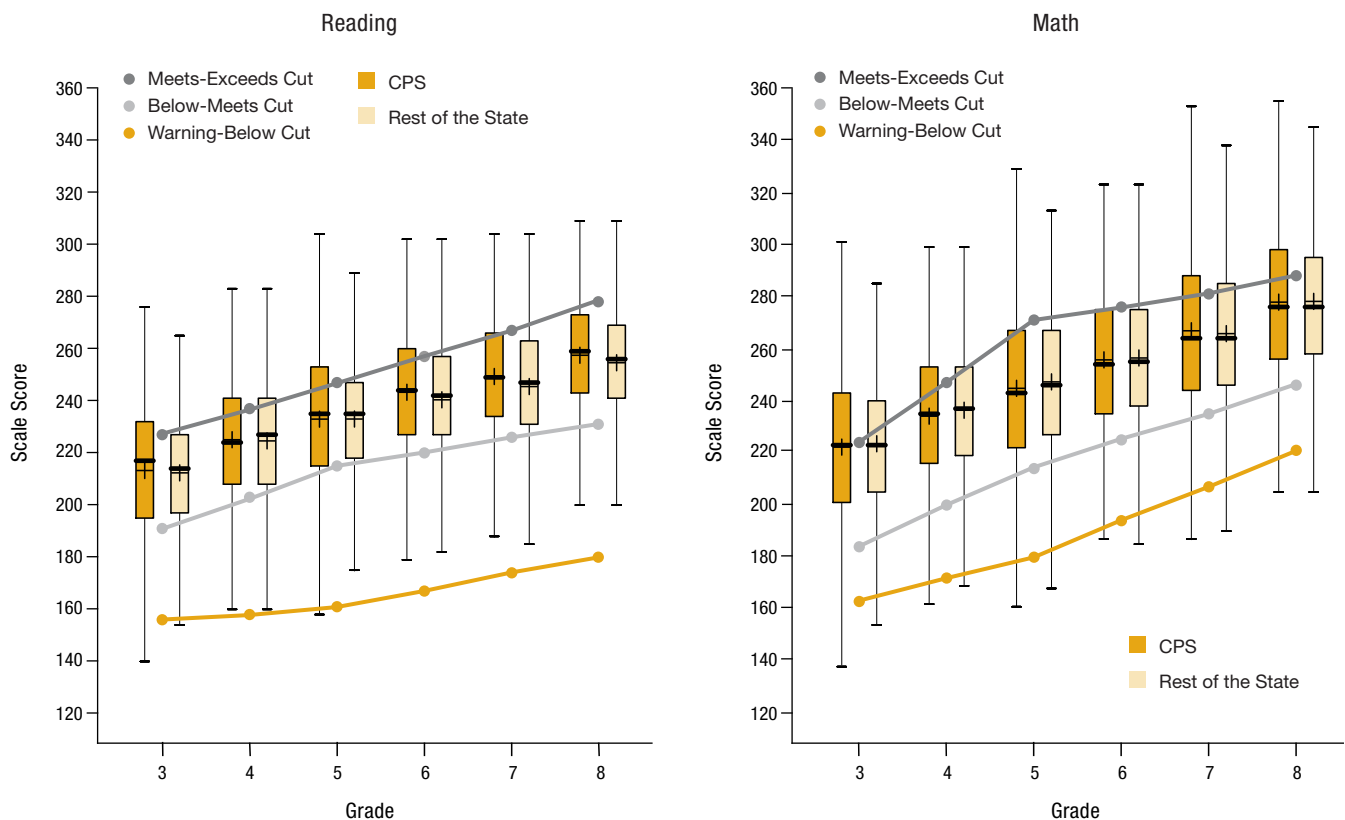 Reading
Meets-Exceeds Cut
Below-Meets Cut
Warning-Below Cut
CPS
Rest of the State
Scale Score
360
340
320
300
280
260
240
220
200
180
160
140
120
3 4 5 6 7 8
Grade
Math
Meets-Exceeds Cut
Below-Meets Cut
Warning-Below Cut
Scale Score
360
340
320
300
280
260
240
220
200
180
160
140
120
CPS
Rest of the State
3 4 5 6 7 8
Grade